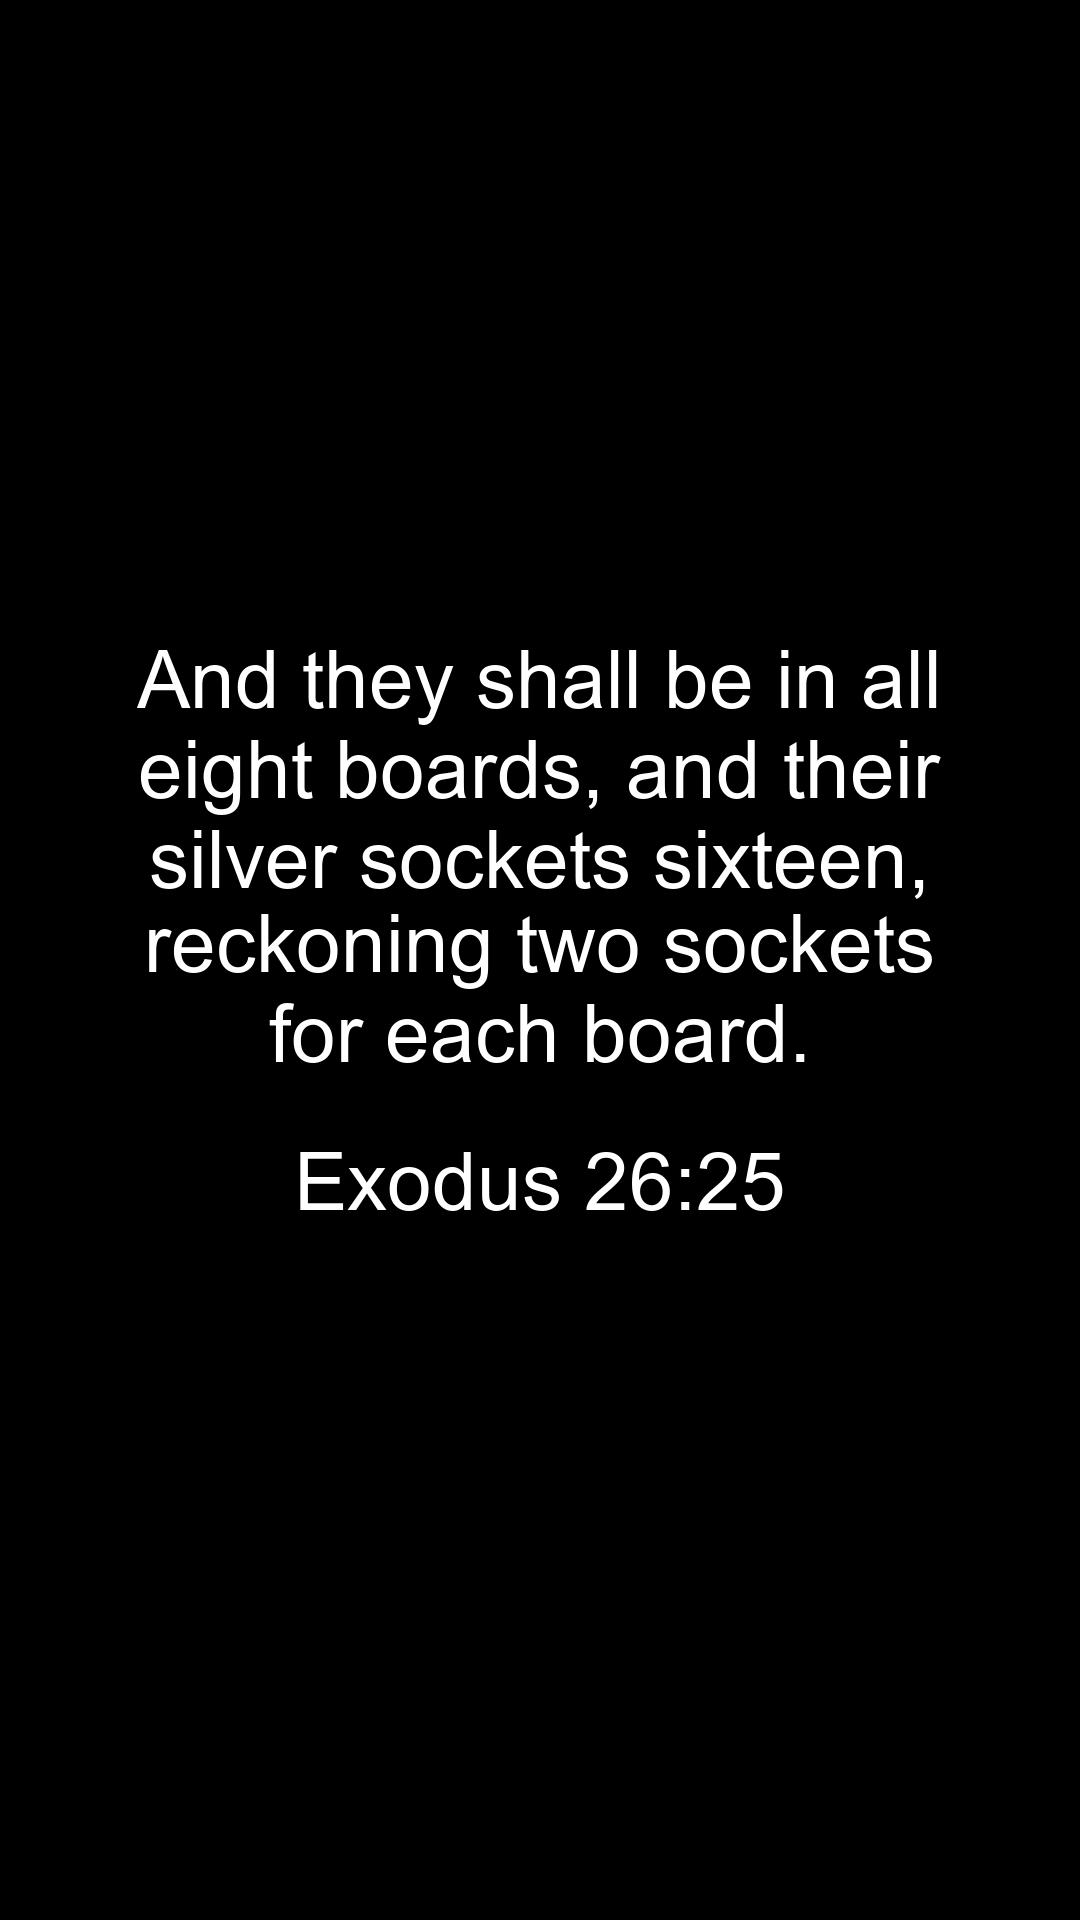 And they shall be in all
eight boards, and their
silver sockets sixteen,
reckoning two sockets
for each board.
Exodus 26:25